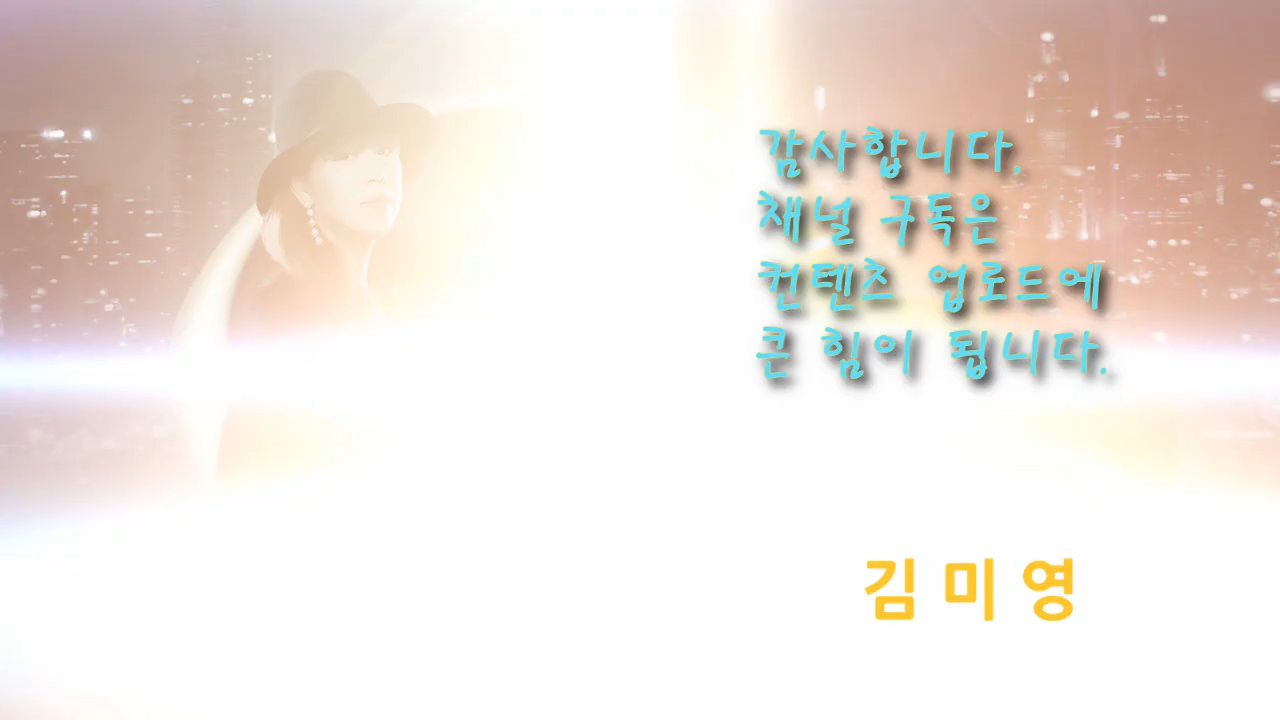 감사합니다.
채널 구독은
컨텐츠 업로드에
큰 힘이 됩니다.
김 미 영